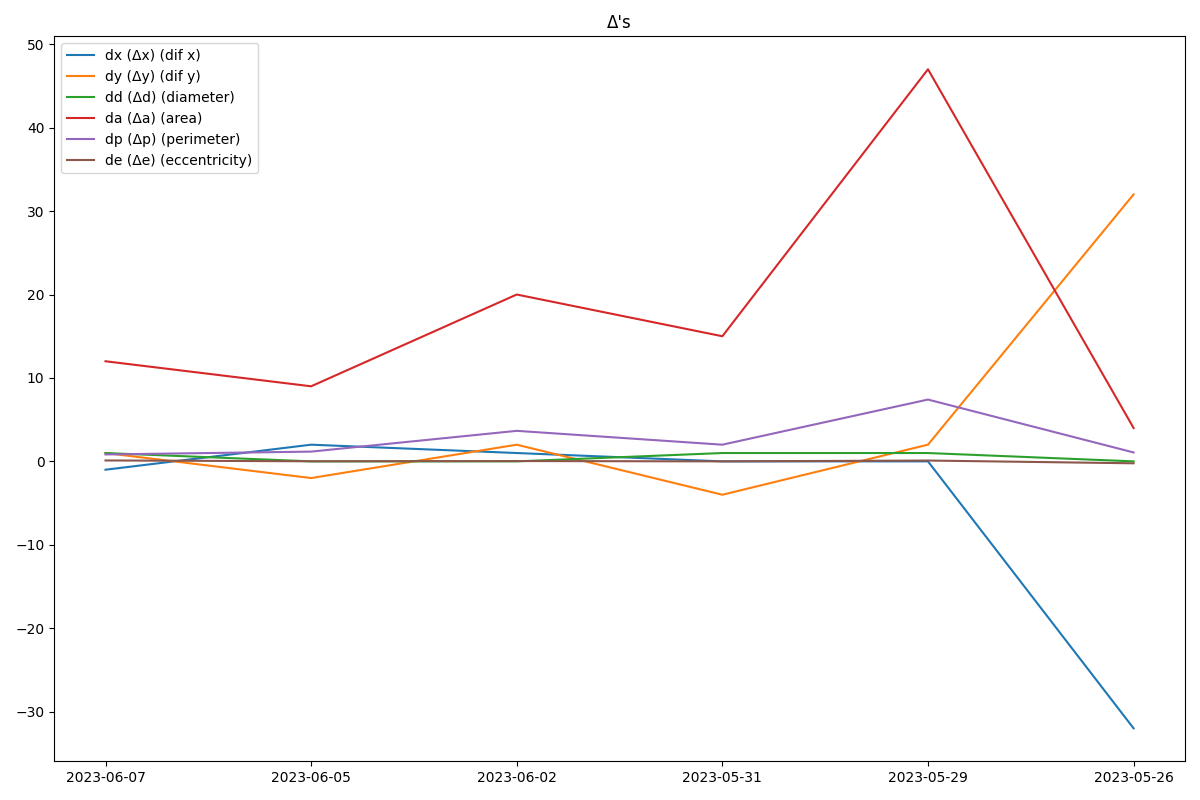 Δ's
dx (Δx) (dif x)
dy (Δy) (dif y)
dd (Δd) (diameter)
da (Δa) (area)
dp (Δp) (perimeter)
de (Δe) (eccentricity)
50
40
30
20
10
0
−10
−20
−30
2023-06-07 2023-06-05 2023-06-02 2023-05-31 2023-05-29 2023-05-26